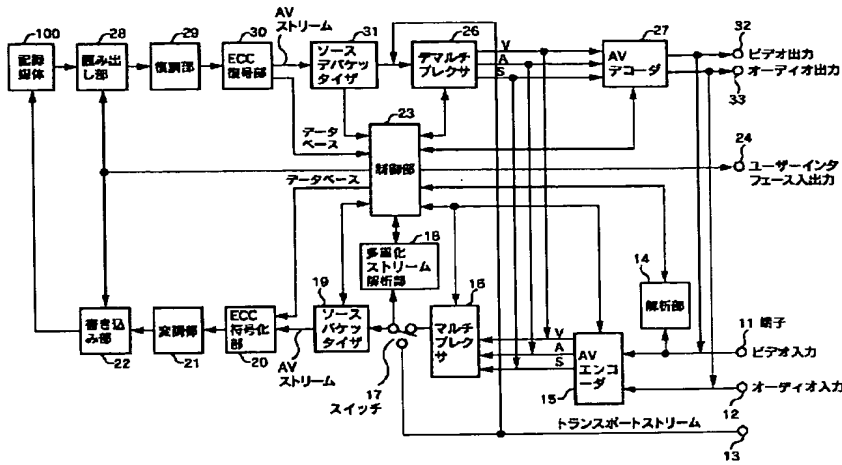 100
記録
媒体
28
読み出
し部
29
復調部
30
ECC
復号部
AV
ストリーム
31
ソース
デパケッ
タイザ
26
デマルチ
プレクサ
V
A
S
27
AV
デコーダ
32
ビデオ出力
オーディオ出力
33
23
制御部
データ
ベース
データベース
24
ユーザーインタ
フェース入出力
18
多重化
ストリーム
解析部
14
解析部
19
ソース
パケッ
タイザ
16
マルチ
プレク
サ
V
A
S
AV
エンコ
ーダ
15
11 端子
ビデオ入力
オーディオ入力
12
書き込
み部
22
変調部
21
ECC
符号化
部
20
AV
ストリーム
17
スイッチ
トランスポートストリーム
13